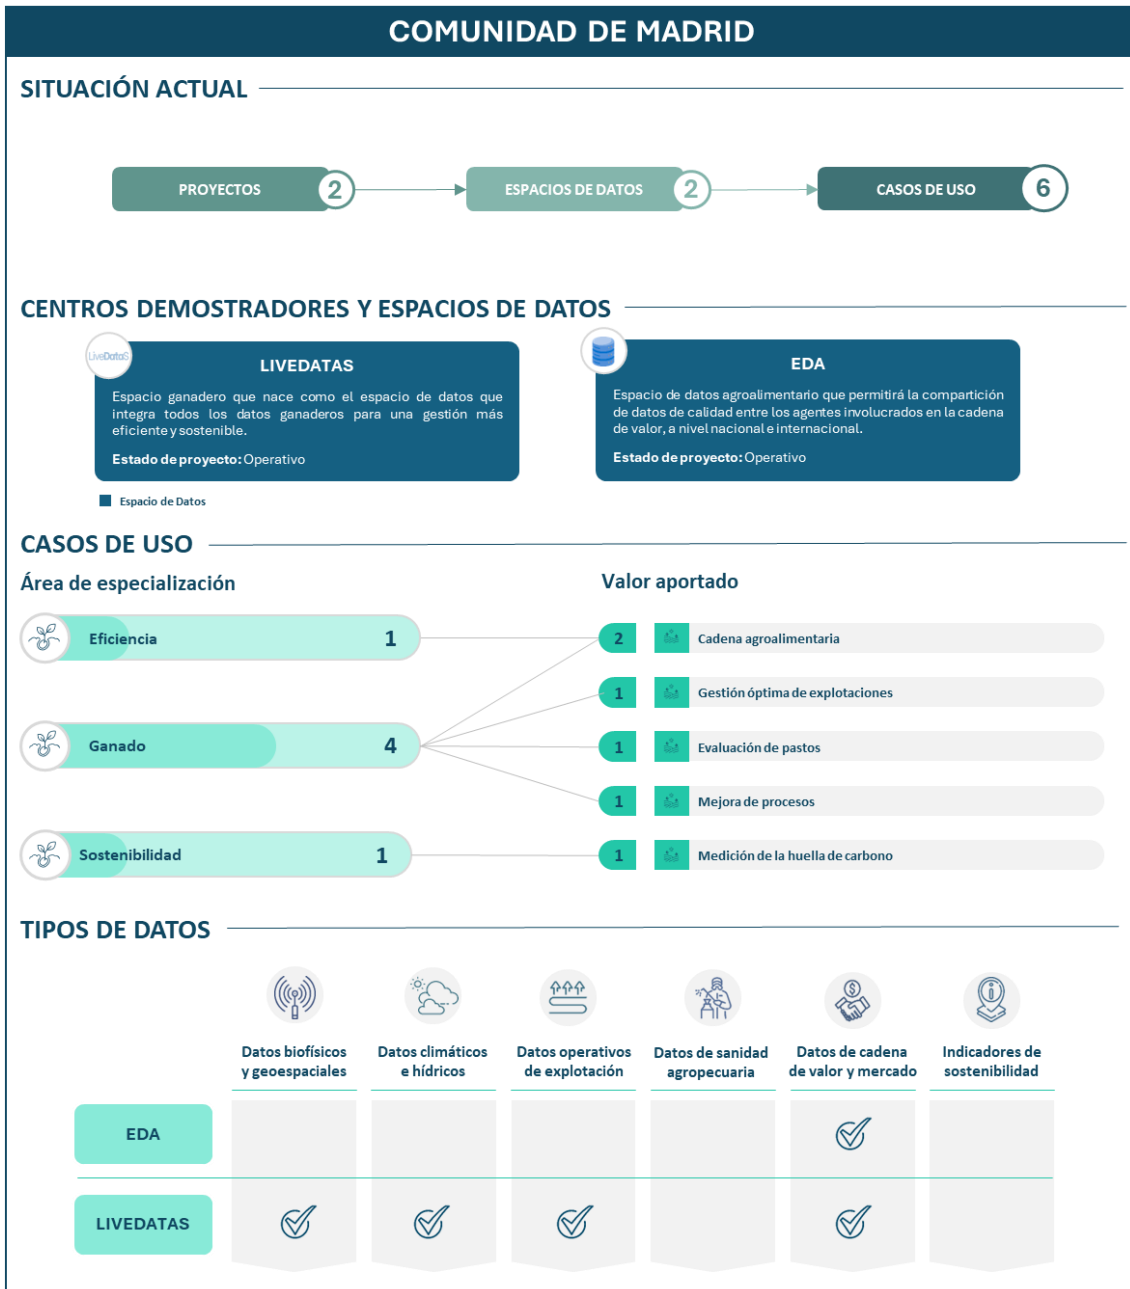 COMUNIDAD DE MADRID
SITUACIÓN ACTUAL
PROYECTOS 2
ESPACIOS DE DATOS 2
CASOS DE USO 6
CENTROS DEMOSTRADORES Y ESPACIOS DE DATOS
LiveDataS
LIVEDATAS
Espacio ganadero que nace como el espacio de datos que
integra todos los datos ganaderos para una gestión más
eficiente y sostenible.
Estado de proyecto: Operativo
EDA
Espacio de datos agroalimentario que permitirá la compartición
de datos de calidad entre los agentes involucrados en la cadena
de valor, a nivel nacional e internacional.
Estado de proyecto: Operativo
Espacio de Datos
CASOS DE USO
Área de especialización
Valor aportado
Eficiencia 1
2 Cadena agroalimentaria
1 Gestión óptima de explotaciones
Ganado 4
1 Evaluación de pastos
1 Mejora de procesos
Sostenibilidad 1
1 Medición de la huella de carbono
TIPOS DE DATOS
Datos biofísicos
y geoespaciales
Datos climáticos
e hídricos
Datos operativos
de explotación
Datos de sanidad
agropecuaria
Datos de cadena
de valor y mercado
Indicadores de
sostenibilidad
EDA
LIVEDATAS